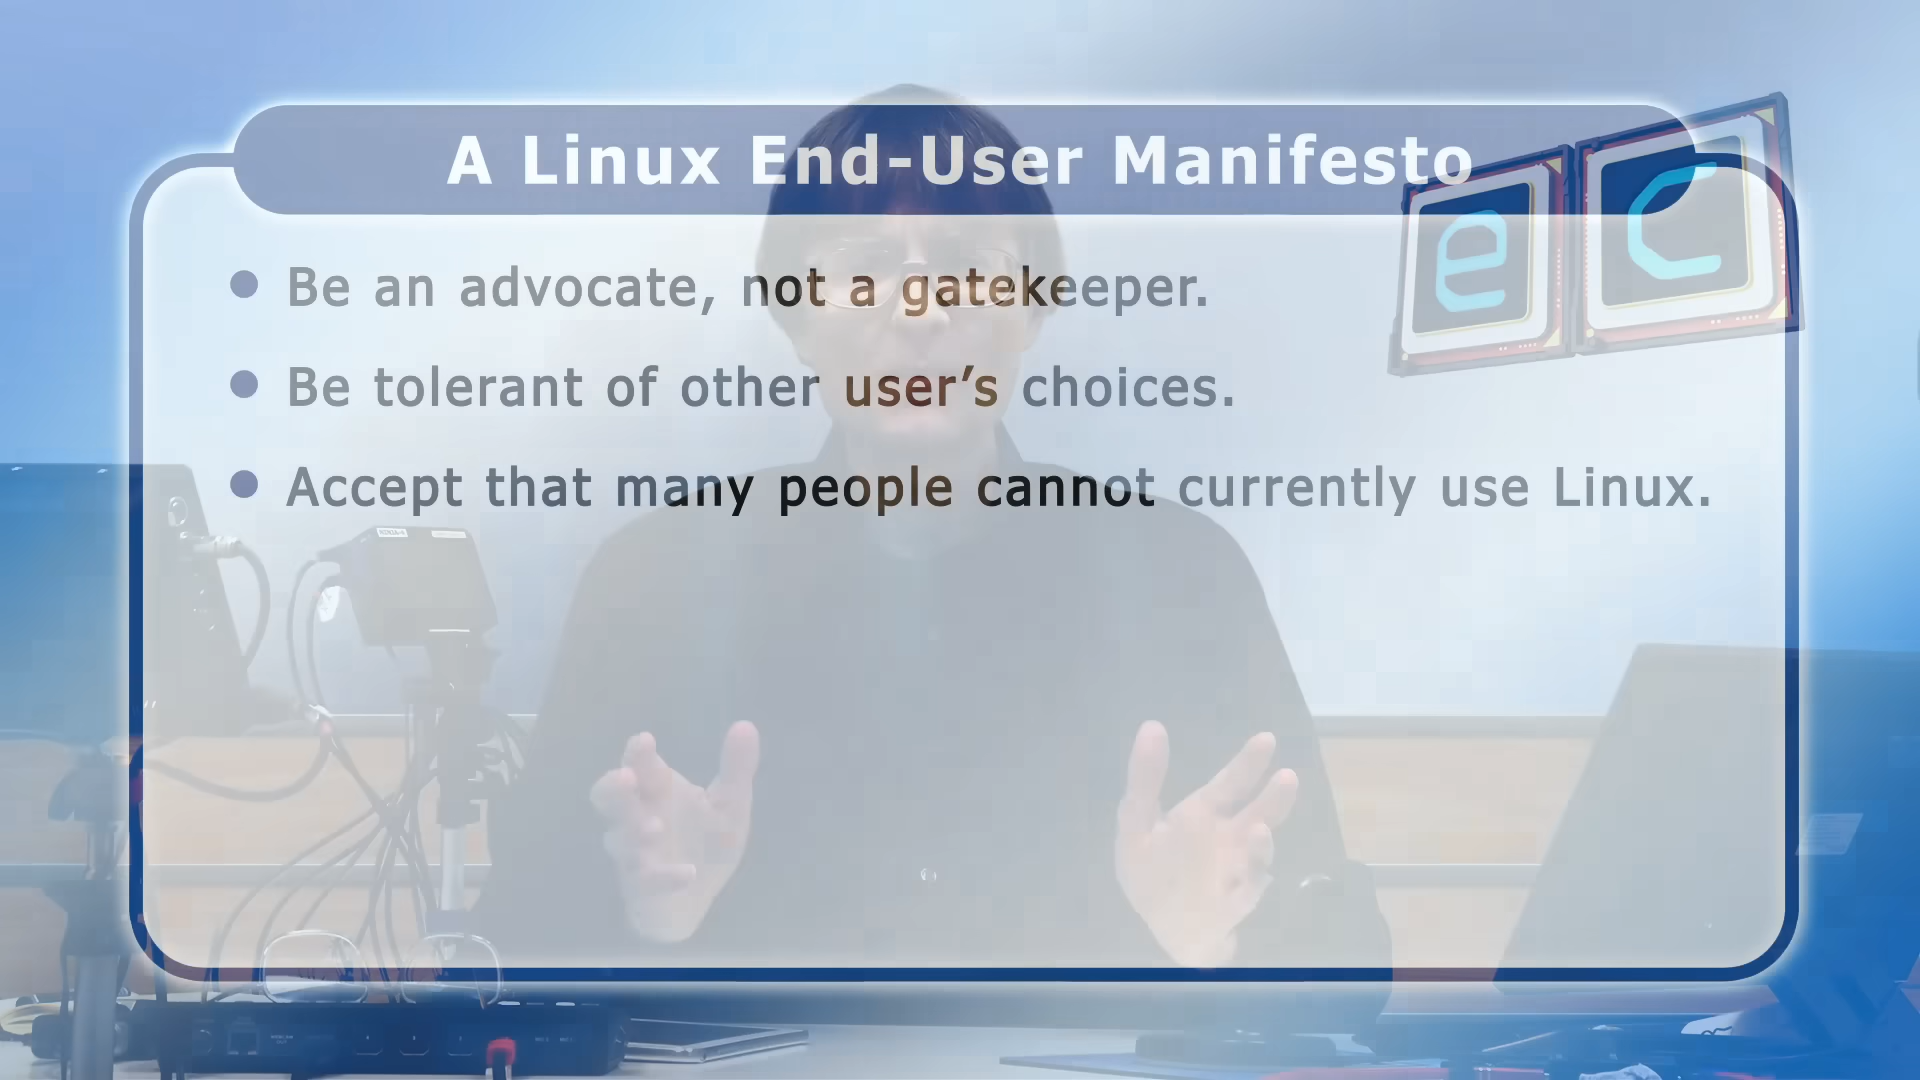 A Linux End-User Manifesto
ec
• Be an advocate, not a gatekeeper.
• Be tolerant of other user’s choices.
• Accept that many people cannot currently use Linux.